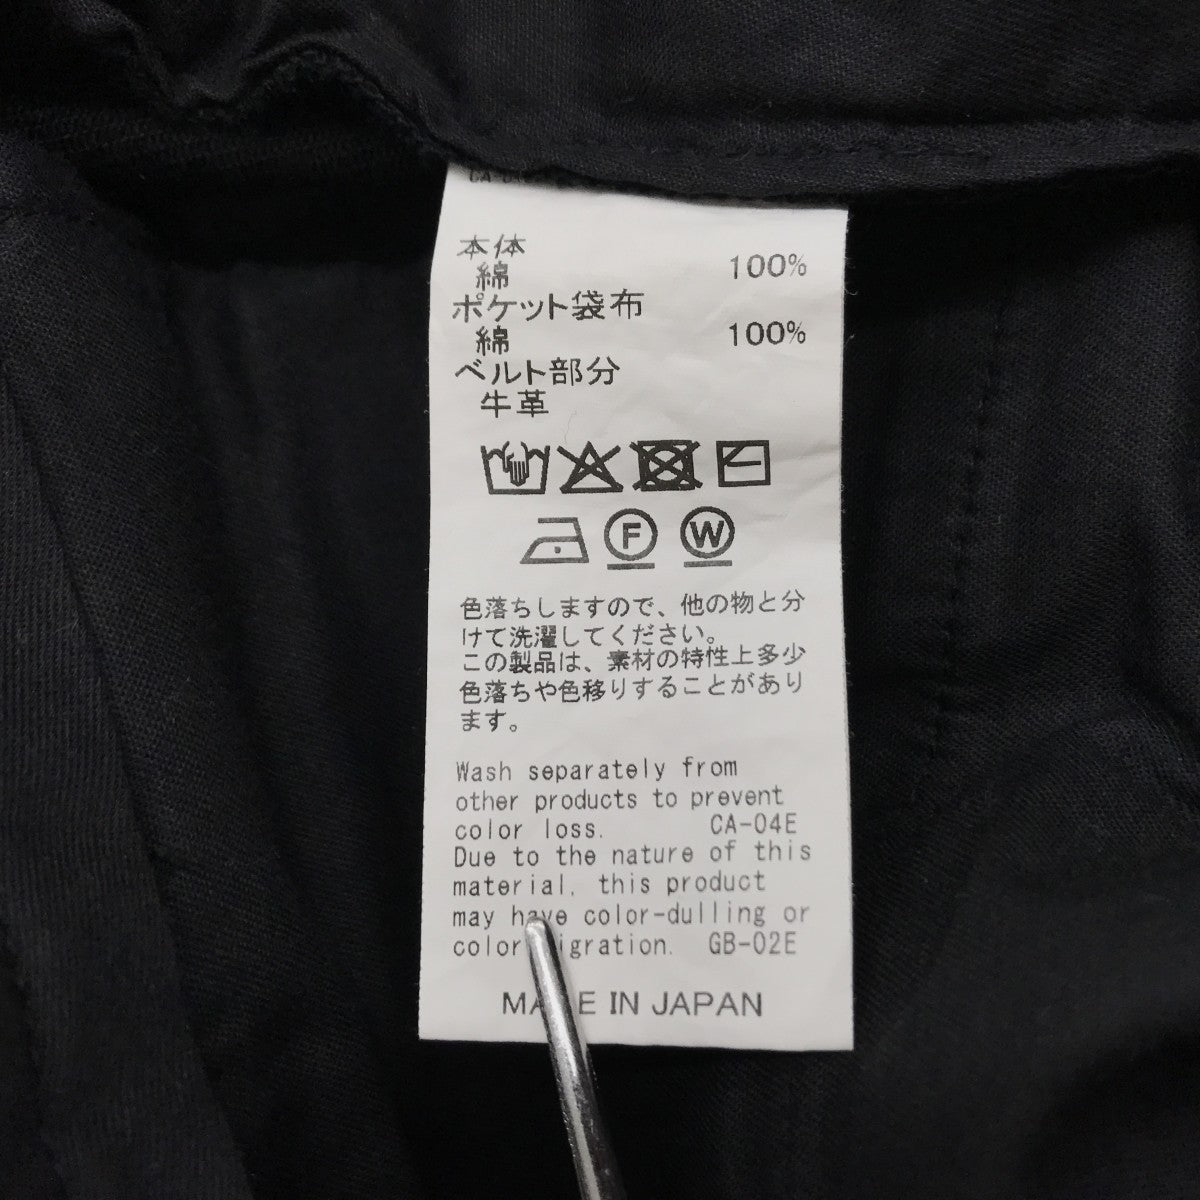 本体
綿 100%
ポケット袋布
綿 100%
ベルト部分
牛革
F W
色落ちしますので、他の物と分
けて洗濯してください。
この製品は、素材の特性上多少
色落ちや色移りすることがあり
ます。
Wash separately from
other products to prevent
color loss. CA-04E
Due to the nature of this
material, this product
may have color-dulling or
color migration. GB-02E
MADE IN JAPAN